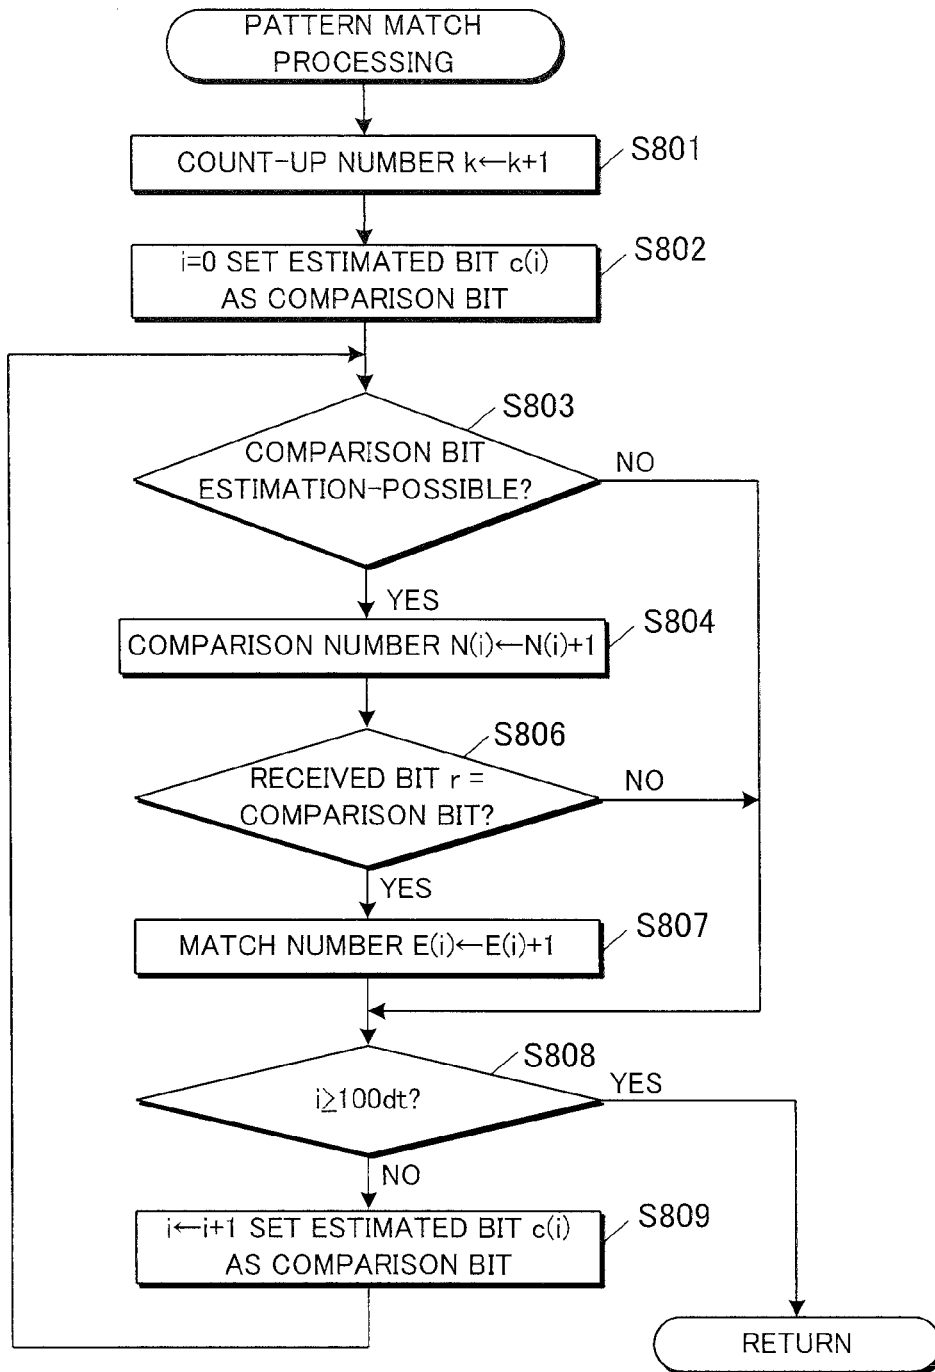 PATTERN MATCH
PROCESSING
COUNT-UP NUMBER k←k+1
S801
i=0 SET ESTIMATED BIT c(i)
AS COMPARISON BIT
S802
COMPARISON BIT
ESTIMATION-POSSIBLE?
S803
NO
YES
COMPARISON NUMBER N(i)←N(i)+1
S804
RECEIVED BIT r =
COMPARISON BIT?
S806
NO
YES
MATCH NUMBER E(i)←E(i)+1
S807
i≥100dt?
S808
YES
NO
i←i+1 SET ESTIMATED BIT c(i)
AS COMPARISON BIT
S809
RETURN